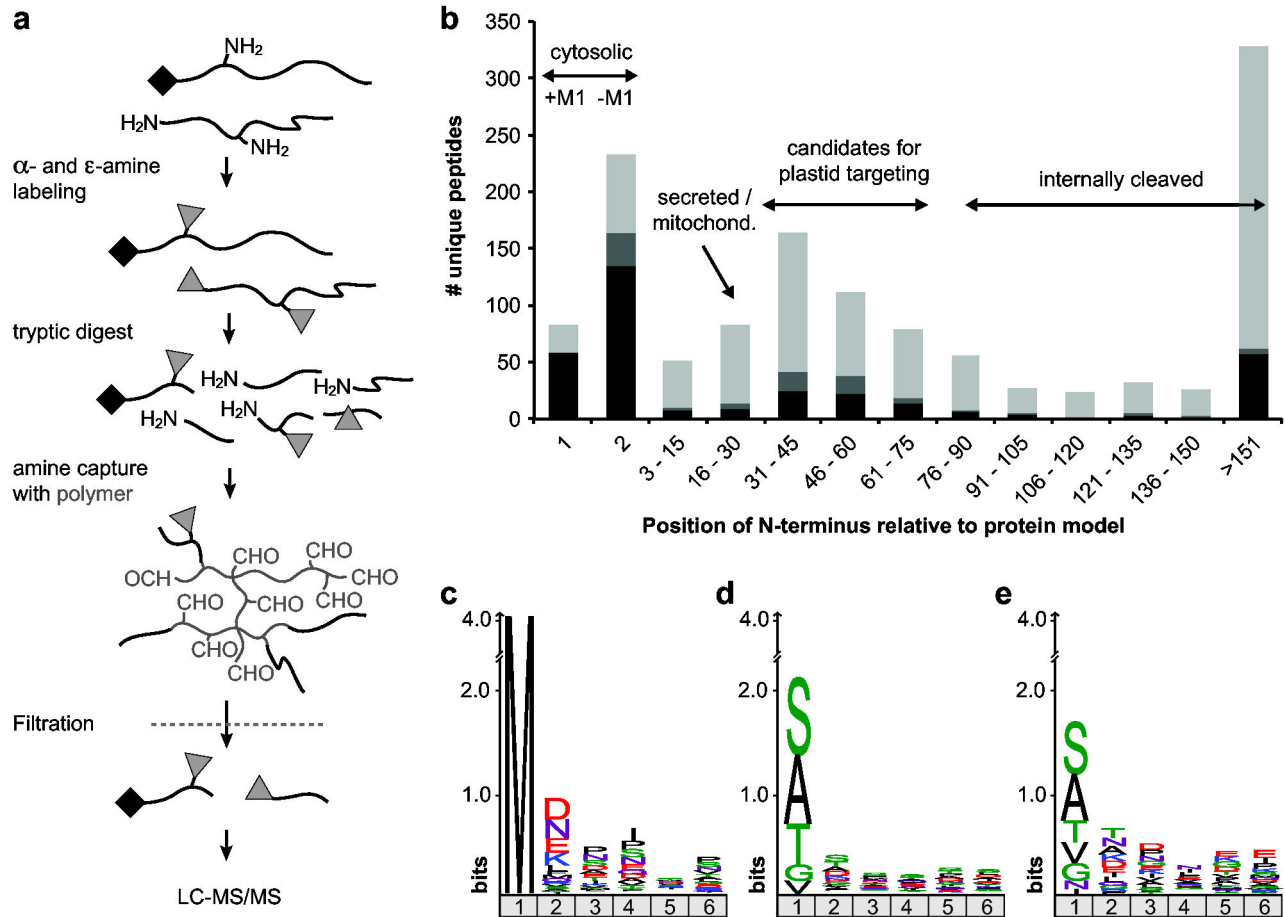 a
NH₂
H₂N
NH₂
α- and ε-amine
labeling
tryptic digest
H₂N
H₂N
H₂N
H₂N
amine capture
with polymer
CHO
CHO
OCH
CHO
CHO
CHO
CHO
CHO
CHO
Filtration
LC-MS/MS
b
# unique peptides
350
300
250
200
150
100
50
0
cytosolic
+M1 -M1
secreted /
mitochond.
candidates for
plastid targeting
internally cleaved
1
2
3 - 15
16 - 30
31 - 45
46 - 60
61 - 75
76 - 90
91 - 105
106 - 120
121 - 135
136 - 150
>151
Position of N-terminus relative to protein model
c
4.0
2.0
1.0
bits
M
D
N
E
K
1 2 3 4 5 6
d
4.0
2.0
1.0
bits
S
A
T
G
V
1 2 3 4 5 6
e
4.0
2.0
1.0
bits
S
A
T
V
G
N
1 2 3 4 5 6